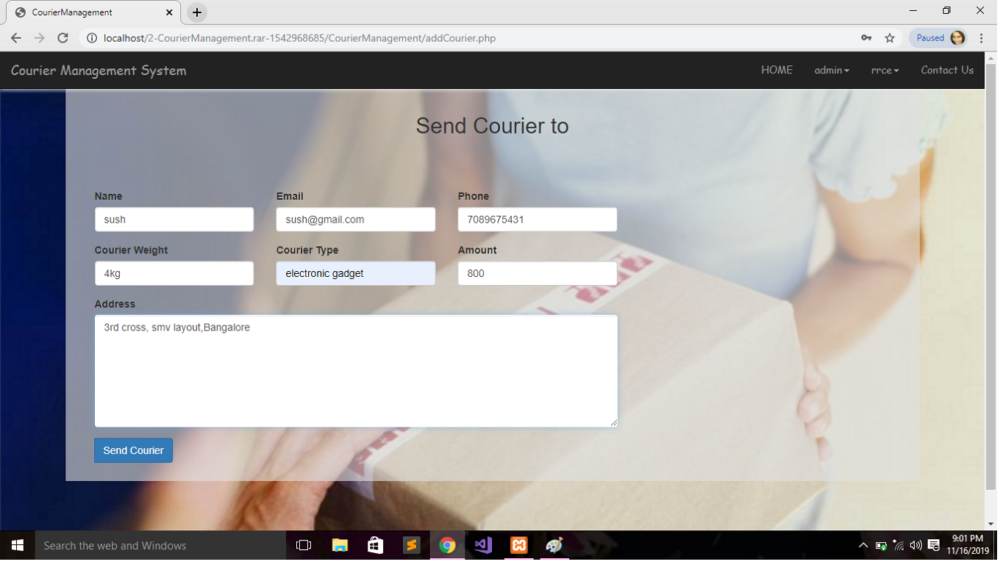 CourierManagement
localhost/2-CourierManagement.rar-1542968685/CourierManagement/addCourier.php
Paused
Courier Management System HOME admin rrce Contact Us
Send Courier to
Name Email Phone
sush sush@gmail.com 7089675431
Courier Weight Courier Type Amount
4kg electronic gadget 800
Address
3rd cross, smv layout,Bangalore
Send Courier
Search the web and Windows
9:01 PM
11/16/2019